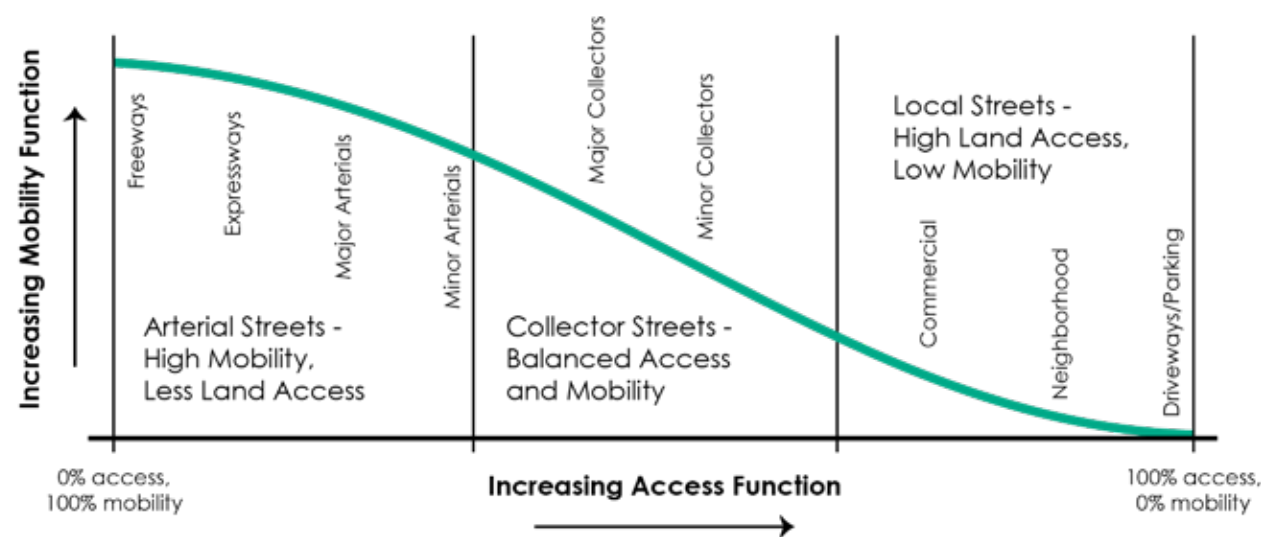 Increasing Mobility Function
Freeways
Expressways
Major Arterials
Minor Arterials
Arterial Streets -
High Mobility,
Less Land Access
Major Collectors
Minor Collectors
Collector Streets -
Balanced Access
and Mobility
Local Streets -
High Land Access,
Low Mobility
Commercial
Neighborhood
Driveways/Parking
0% access,
100% mobility
Increasing Access Function
100% access,
0% mobility